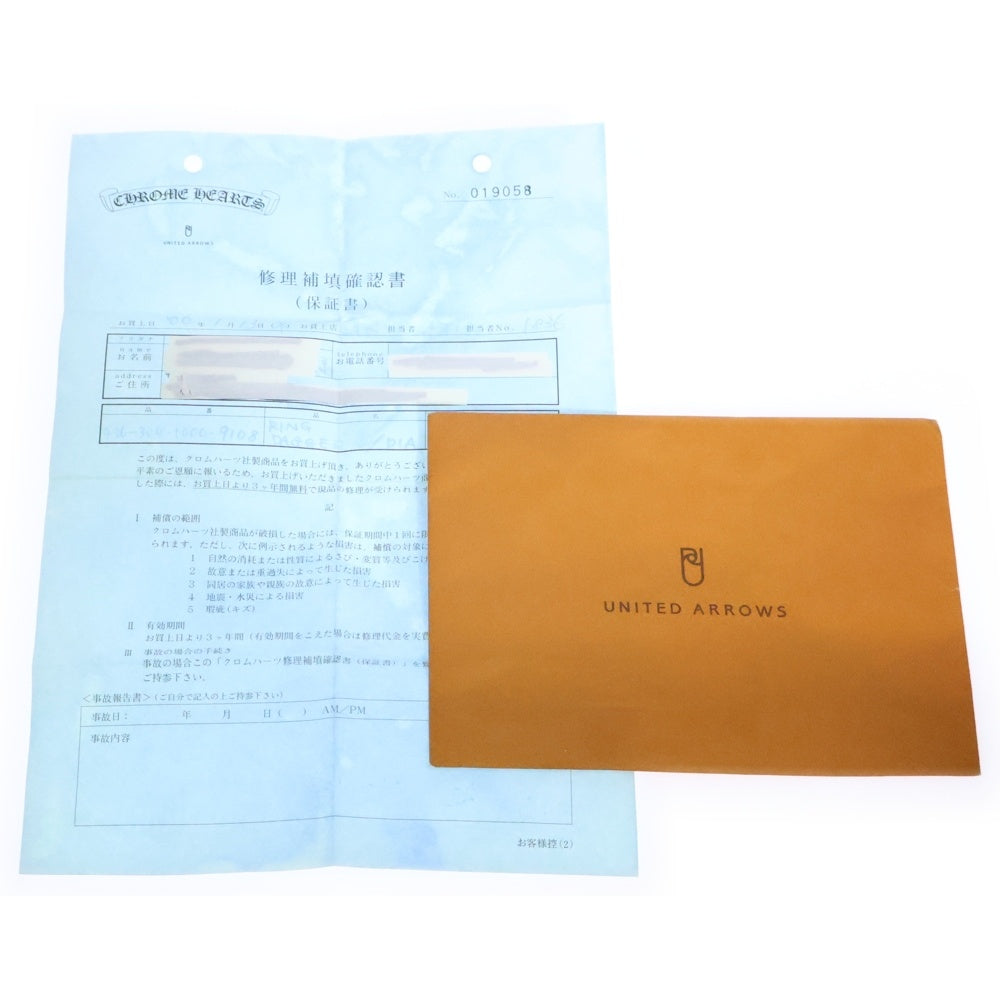 CHROME HEARTS
No. 019058
UNITED ARROWS
修理補填確認書
(保証書)
お買上日 '00 年 1 月 13 日( ) お買上店 担当者 担当者No. 1836
フリガナ
name
お名前
telephone
お電話番号
address
ご住所
品 番 品 名
-304-1000-9108 RING
DAGGER /DIA
この度は、クロムハーツ社製商品をお買上げ頂き、ありがとうござい
平素のご恩顧に報いるため、お買上げいただきましたクロムハーツ商
した際には、お買上日より3ヶ年間無料で現品の修理が受けられます
記
I 補償の範囲
クロムハーツ社製商品が破損した場合には、保証期間中1回に限
られます。ただし、次に例示されるような損害は、補償の対象に
1 自然の消耗または性質によるさび・変質等及びこげ
2 故意または重過失によって生じた損害
3 同居の家族や親族の故意によって生じた損害
4 地震・水災による損害
5 瑕疵(キズ)
II 有効期間
お買上日より3ヶ年間(有効期間をこえた場合は修理代金を実費
III 事故の場合の手続き
事故の場合この「クロムハーツ修理補填確認書(保証書)」を
ご持参下さい。
<事故報告書>(ご自分で記入の上ご持参下さい)
事故日: 年 月 日( ) AM/PM
事故内容
お客様控(2)
UNITED ARROWS